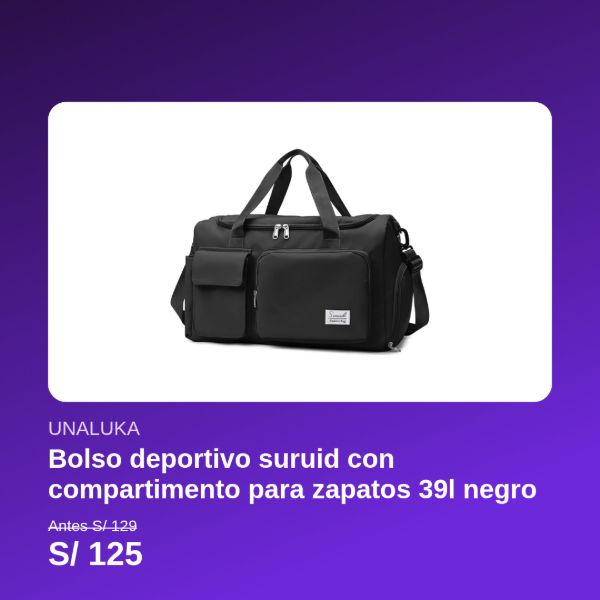 UNALUKA
Bolso deportivo suruid con
compartimento para zapatos 39l negro
Antes S/ 129
S/ 125